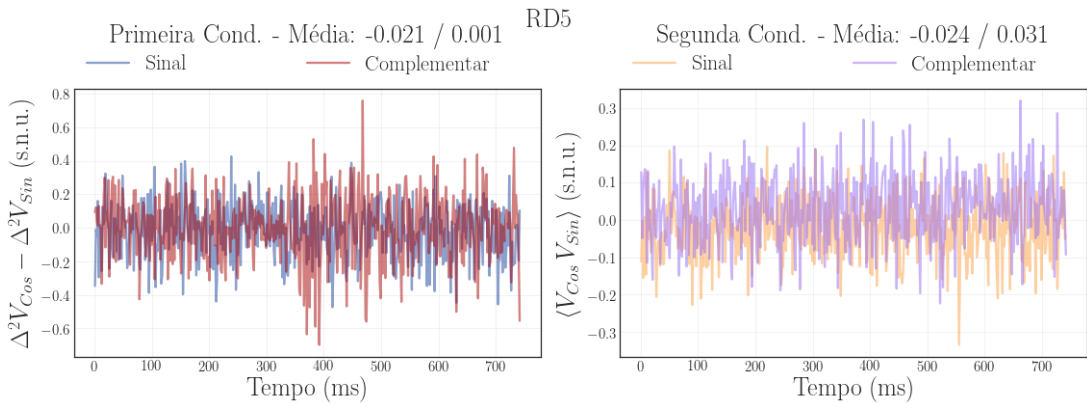 RD5
Primeira Cond. - Média: -0.021 / 0.001
Sinal
Complementar
0.8
0.6
0.4
0.2
0.0
−0.2
−0.4
−0.6
Δ²V_Cos − Δ²V_Sin (s.n.u.)
0 100 200 300 400 500 600 700
Tempo (ms)
Segunda Cond. - Média: -0.024 / 0.031
Sinal
Complementar
0.3
0.2
0.1
0.0
−0.1
−0.2
−0.3
⟨V_Cos V_Sin⟩ (s.n.u.)
0 100 200 300 400 500 600 700
Tempo (ms)